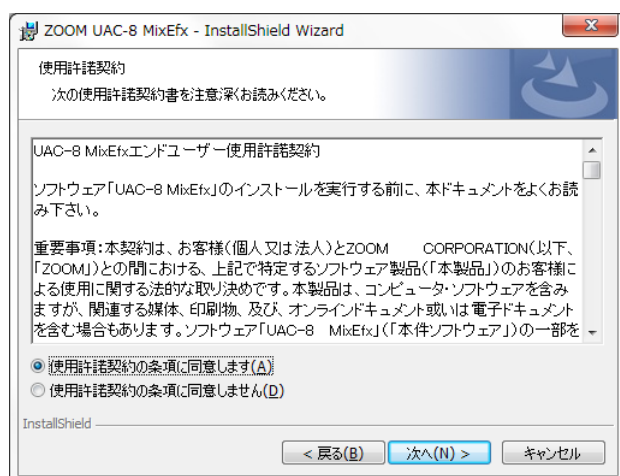 ZOOM UAC-8 MixEfx - InstallShield Wizard
使用許諾契約
次の使用許諾契約書を注意深くお読みください。
UAC-8 MixEfxエンドユーザー使用許諾契約
ソフトウェア「UAC-8 MixEfx」のインストールを実行する前に、本ドキュメントをよくお読
み下さい。
重要事項：本契約は、お客様(個人又は法人)とZOOM　　CORPORATION(以下、
「ZOOM」)との間における、上記で特定するソフトウェア製品(「本製品」)のお客様に
よる使用に関する法的な取り決めです。本製品は、コンピュータ・ソフトウェアを含み
ますが、関連する媒体、印刷物、及び、オンラインドキュメント或いは電子ドキュメント
を含む場合もあります。ソフトウェア「UAC-8　MixEfx」(「本件ソフトウェア」)の一部を
使用許諾契約の条項に同意します(A)
使用許諾契約の条項に同意しません(D)
InstallShield
< 戻る(B)
次へ(N) >
キャンセル